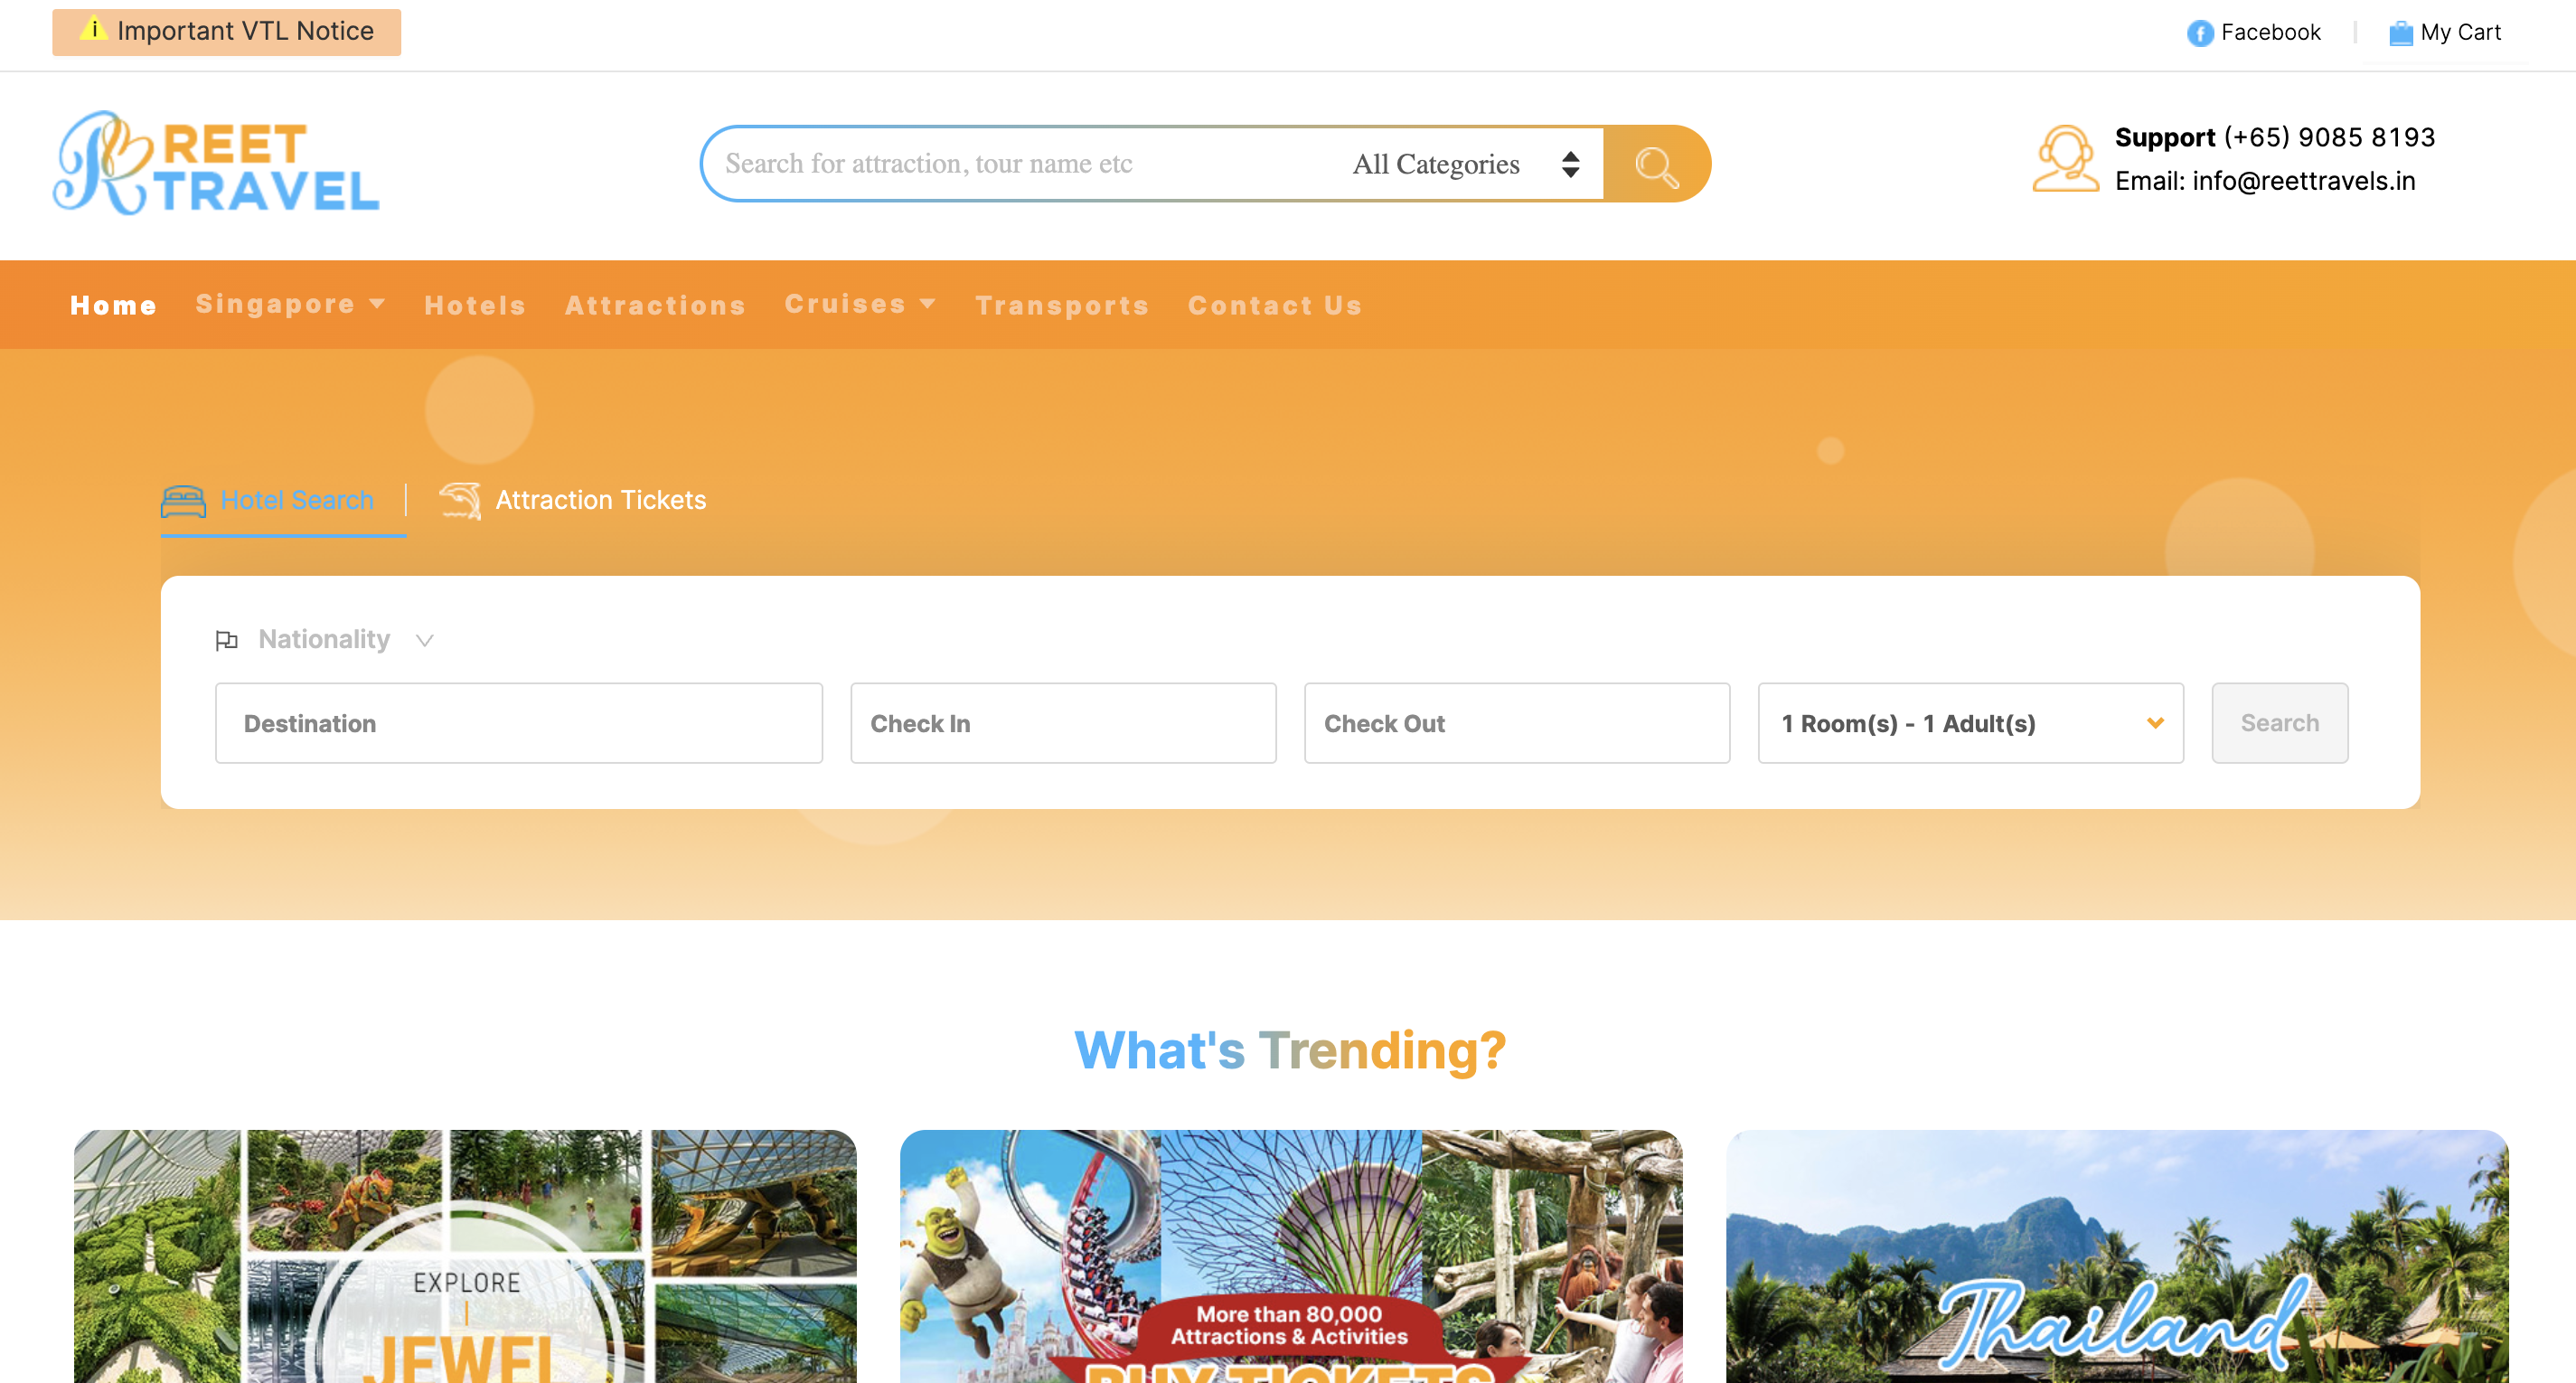 Important VTL Notice
Facebook
My Cart
REET
TRAVEL
Search for attraction, tour name etc
All Categories
Support (+65) 9085 8193
Email: info@reettravels.in
Home
Singapore
Hotels
Attractions
Cruises
Transports
Contact Us
Hotel Search
Attraction Tickets
Nationality
Destination
Check In
Check Out
1 Room(s) - 1 Adult(s)
Search
What's Trending?
EXPLORE
JEWEL
More than 80,000
Attractions & Activities
BUY TICKETS
Thailand